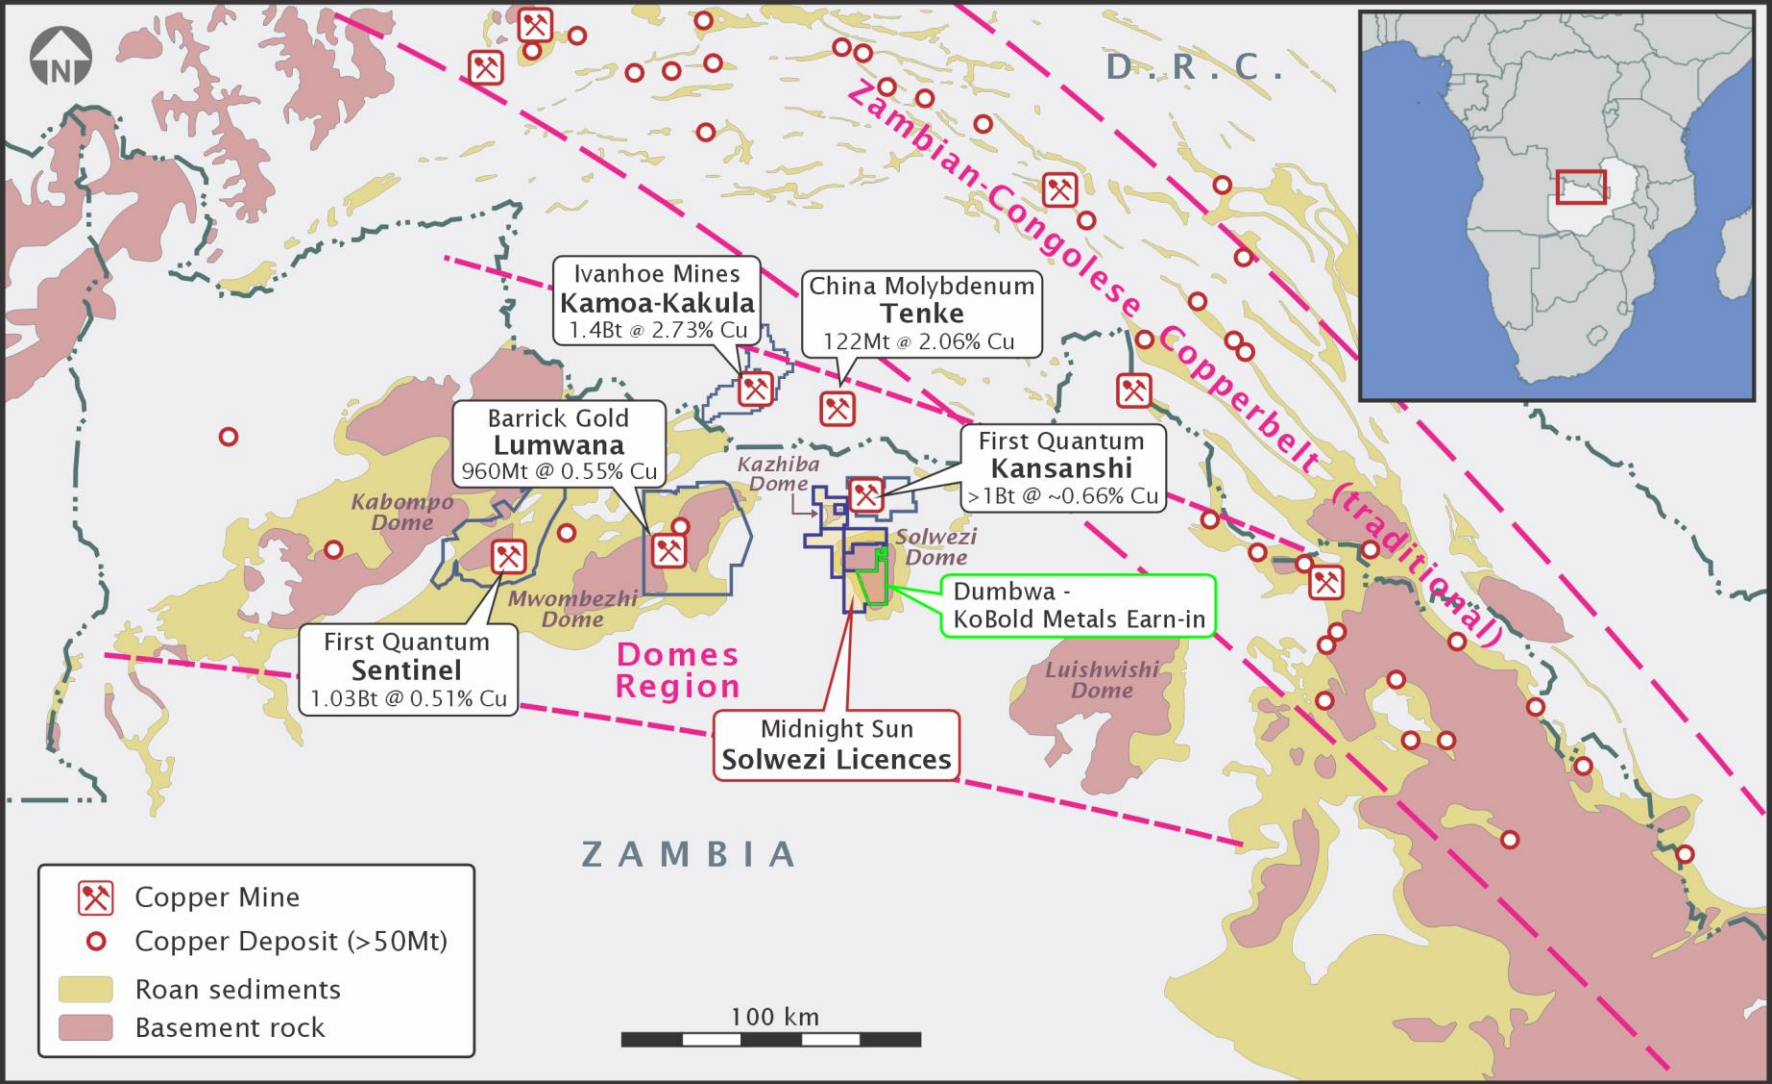 N
D.R.C.
Zambian-Congolese Copperbelt (traditional)
Ivanhoe Mines
Kamoa-Kakula
1.4Bt @ 2.73% Cu
China Molybdenum
Tenke
122Mt @ 2.06% Cu
Barrick Gold
Lumwana
960Mt @ 0.55% Cu
First Quantum
Kansanshi
>1Bt @ ~0.66% Cu
Kazhiba
Dome
Kabompo
Dome
Solwezi
Dome
Mwombezhi
Dome
Dumbwa -
KoBold Metals Earn-in
First Quantum
Sentinel
1.03Bt @ 0.51% Cu
Domes
Region
Luishwishi
Dome
Midnight Sun
Solwezi Licences
ZAMBIA
Copper Mine
Copper Deposit (>50Mt)
Roan sediments
Basement rock
100 km